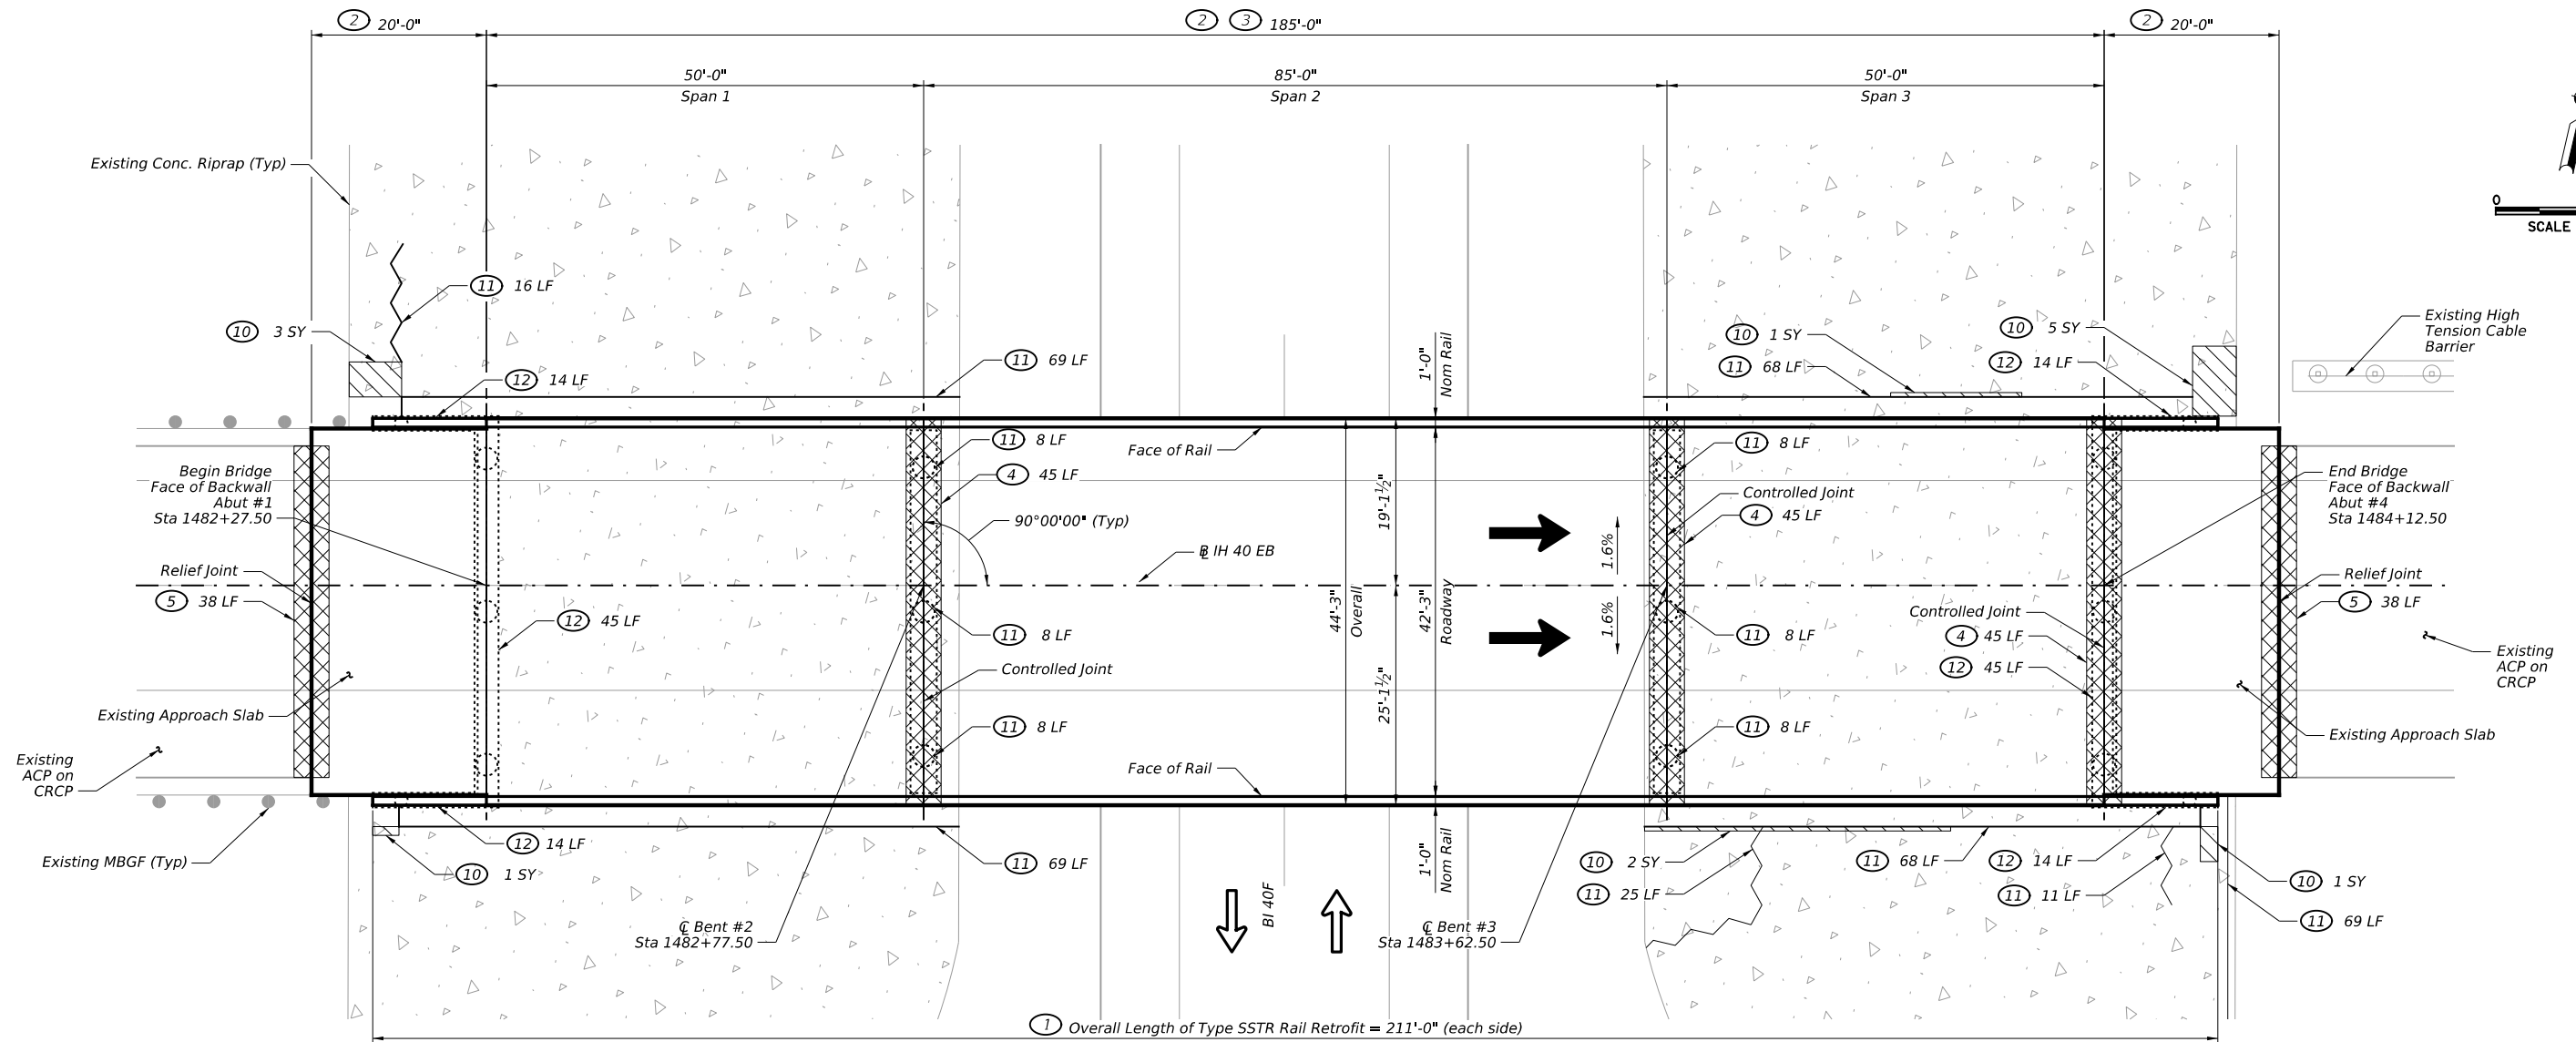 2 20'-0"
2 3 185'-0"
2 20'-0"
50'-0"
Span 1
85'-0"
Span 2
50'-0"
Span 3
Existing Conc. Riprap (Typ)
0
SCALE
11 16 LF
10 3 SY
12 14 LF
11 69 LF
1'-0"
Nom Rail
10 1 SY
11 68 LF
10 5 SY
12 14 LF
Existing High
Tension Cable
Barrier
Face of Rail
11 8 LF
4 45 LF
90°00'00" (Typ)
19'-1½"
11 8 LF
Controlled Joint
4 45 LF
Begin Bridge
Face of Backwall
Abut #1
Sta 1482+27.50
End Bridge
Face of Backwall
Abut #4
Sta 1484+12.50
Relief Joint
5 38 LF
12 45 LF
℄ IH 40 EB
11 8 LF
Controlled Joint
44'-3"
Overall
25'-1½"
42'-3"
Roadway
1.6%
1.6%
11 8 LF
Controlled Joint
4 45 LF
12 45 LF
Relief Joint
5 38 LF
Existing
ACP on
CRCP
Existing Approach Slab
11 8 LF
Face of Rail
11 8 LF
Existing Approach Slab
Existing
ACP on
CRCP
Existing MBGF (Typ)
12 14 LF
10 1 SY
11 69 LF
1'-0"
Nom Rail
BI 40F
℄ Bent #2
Sta 1482+77.50
℄ Bent #3
Sta 1483+62.50
10 2 SY
11 25 LF
11 68 LF
12 14 LF
11 11 LF
10 1 SY
11 69 LF
1 Overall Length of Type SSTR Rail Retrofit = 211'-0" (each side)